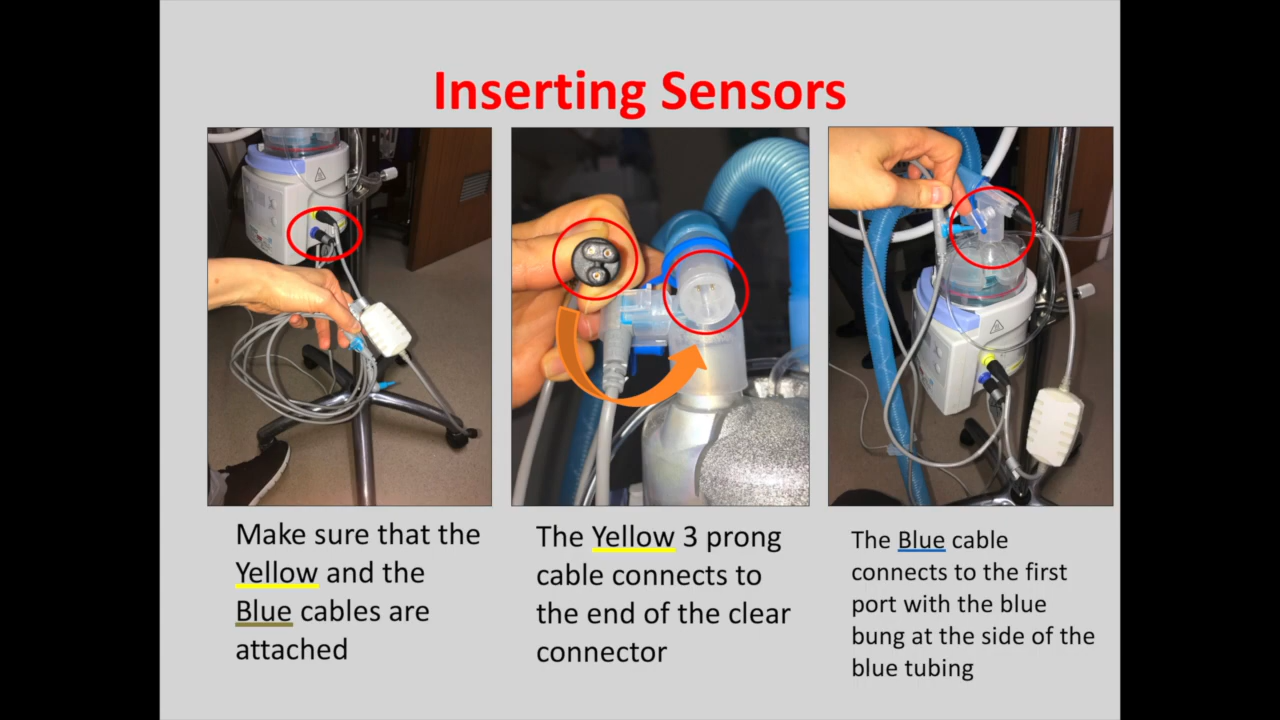 Inserting Sensors
Make sure that the
Yellow and the
Blue cables are
attached
The Yellow 3 prong
cable connects to
the end of the clear
connector
The Blue cable
connects to the first
port with the blue
bung at the side of the
blue tubing